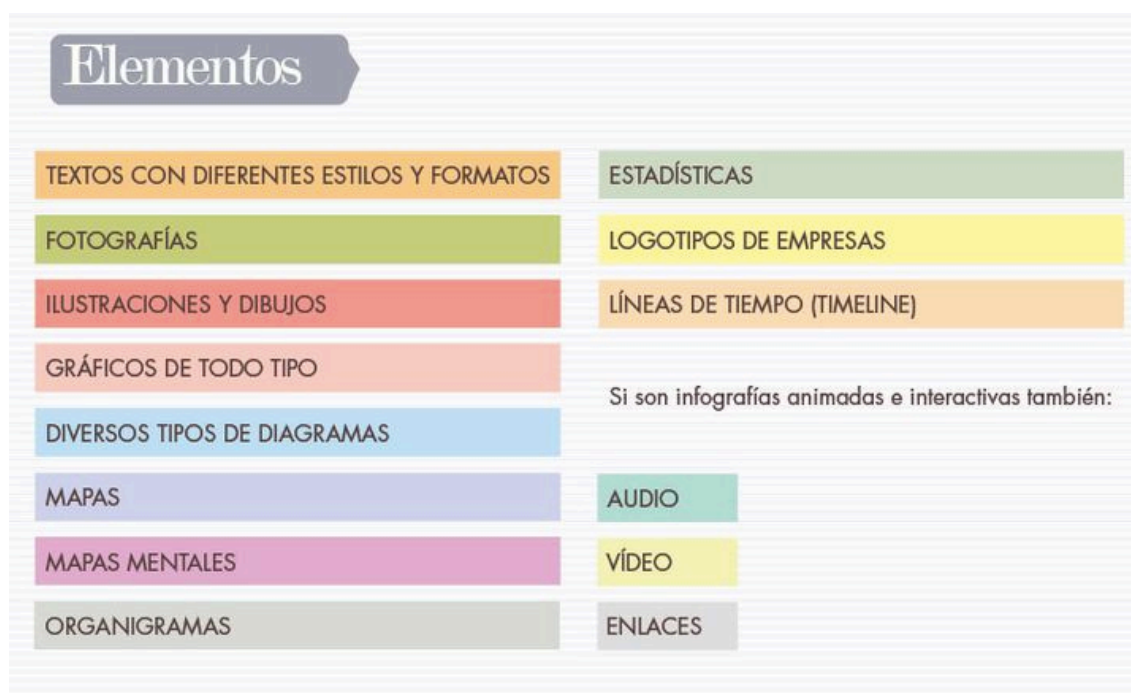 Elementos
TEXTOS CON DIFERENTES ESTILOS Y FORMATOS
FOTOGRAFÍAS
ILUSTRACIONES Y DIBUJOS
GRÁFICOS DE TODO TIPO
DIVERSOS TIPOS DE DIAGRAMAS
MAPAS
MAPAS MENTALES
ORGANIGRAMAS
ESTADÍSTICAS
LOGOTIPOS DE EMPRESAS
LÍNEAS DE TIEMPO (TIMELINE)
Si son infografías animadas e interactivas también:
AUDIO
VÍDEO
ENLACES